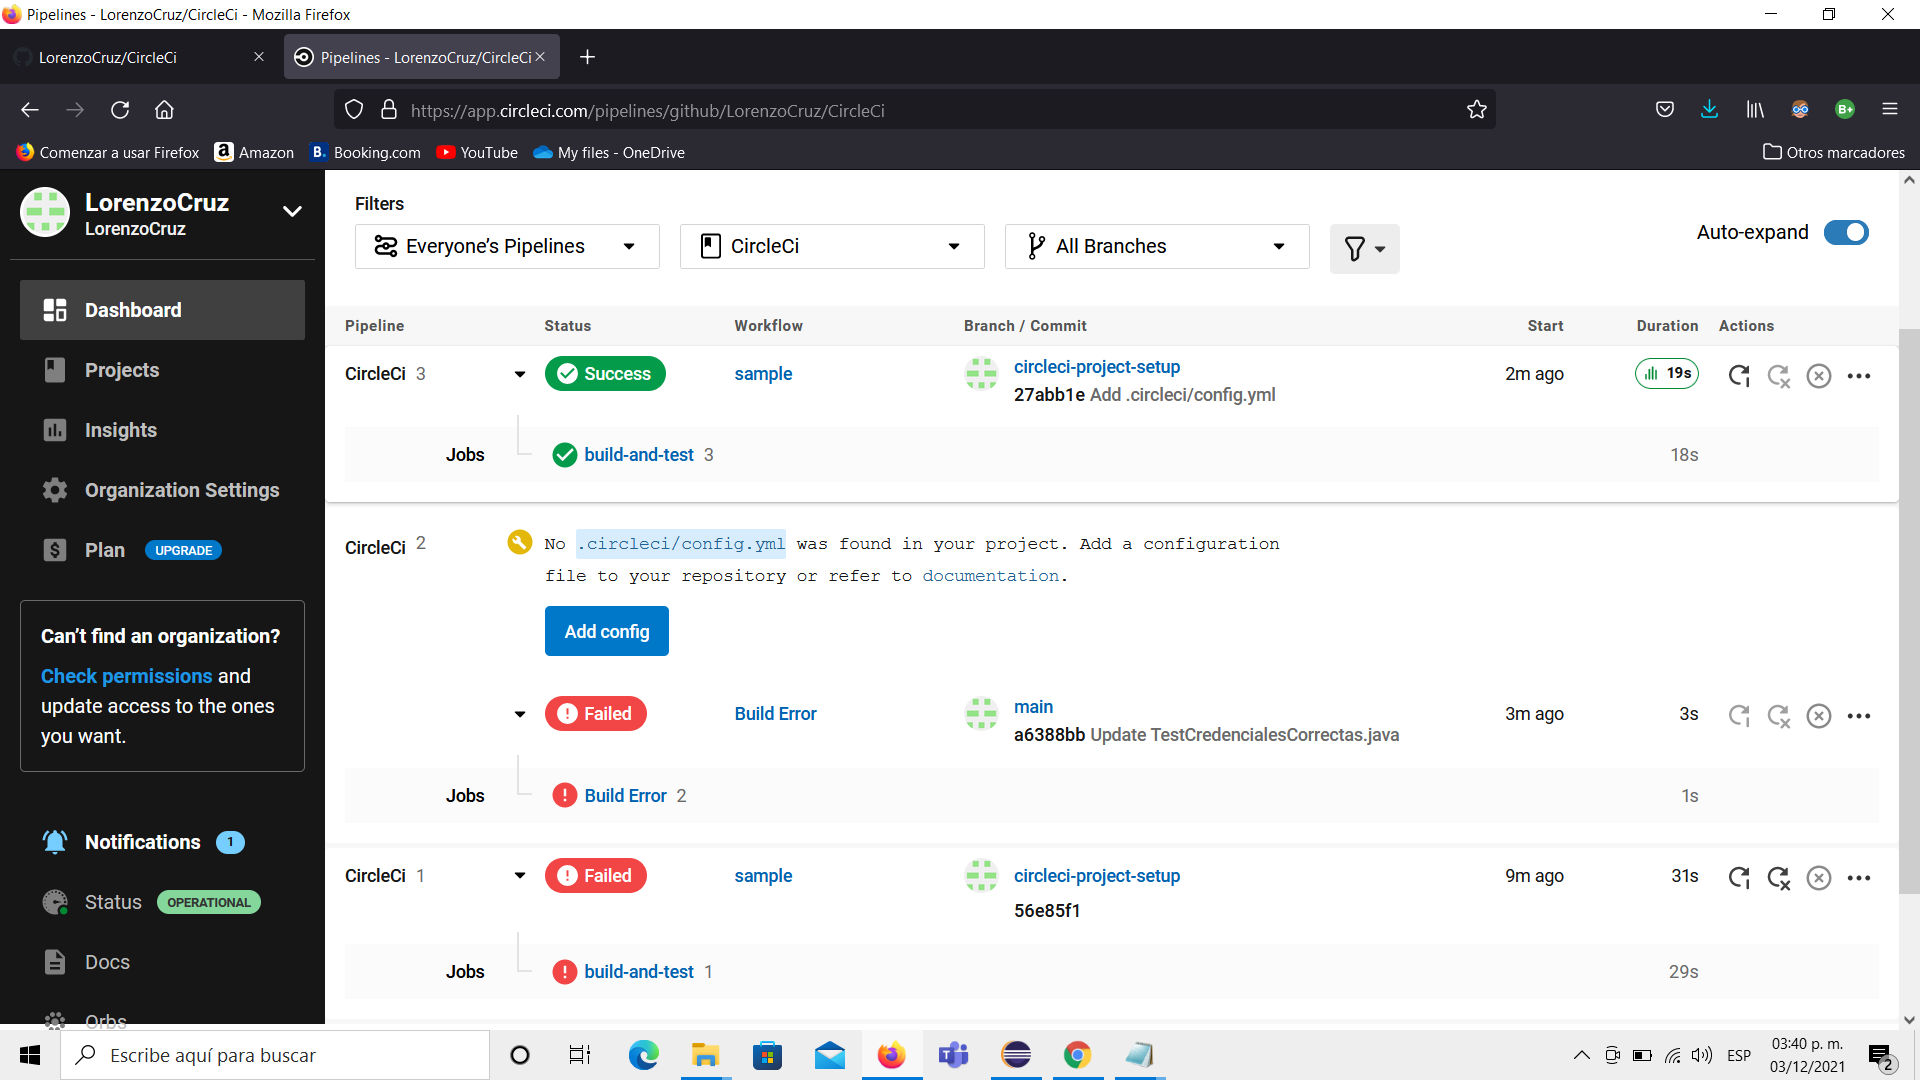 Pipelines - LorenzoCruz/CircleCi - Mozilla Firefox
LorenzoCruz/CircleCi
Pipelines - LorenzoCruz/CircleCi
https://app.circleci.com/pipelines/github/LorenzoCruz/CircleCi
B+
Comenzar a usar Firefox
a Amazon
B. Booking.com
YouTube
My files - OneDrive
Otros marcadores
LorenzoCruz
LorenzoCruz
Dashboard
Projects
Insights
Organization Settings
Plan UPGRADE
Can't find an organization?
Check permissions and
update access to the ones
you want.
Notifications 1
Status OPERATIONAL
Docs
Orbs
Filters
Everyone's Pipelines
CircleCi
All Branches
Auto-expand
Pipeline Status Workflow Branch / Commit Start Duration Actions
CircleCi 3 Success sample circleci-project-setup 2m ago 19s
27abb1e Add .circleci/config.yml
Jobs build-and-test 3 18s
CircleCi 2 No .circleci/config.yml was found in your project. Add a configuration
file to your repository or refer to documentation.
Add config
Failed Build Error main 3m ago 3s
a6388bb Update TestCredencialesCorrectas.java
Jobs Build Error 2 1s
CircleCi 1 Failed sample circleci-project-setup 9m ago 31s
56e85f1
Jobs build-and-test 1 29s
Escribe aquí para buscar
ESP
03:40 p. m.
03/12/2021
2